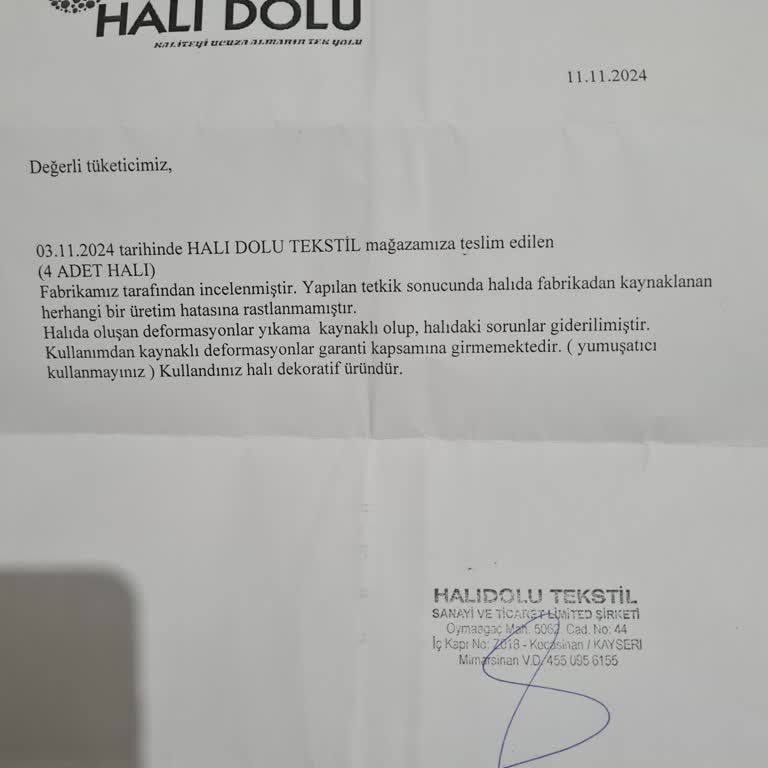 HALI DOLU
KALİTEYİ UCUZA ALMANIN TEK YOLU
11.11.2024
Değerli tüketicimiz,
03.11.2024 tarihinde HALI DOLU TEKSTİL mağazamıza teslim edilen
(4 ADET HALI)
Fabrikamız tarafından incelenmiştir. Yapılan tetkik sonucunda halıda fabrikadan kaynaklanan
herhangi bir üretim hatasına rastlanmamıştır.
Halıda oluşan deformasyonlar yıkama kaynaklı olup, halıdaki sorunlar giderilmiştir.
Kullanımdan kaynaklı deformasyonlar garanti kapsamına girmemektedir. ( yumuşatıcı
kullanmayınız ) Kullandınız halı dekoratif üründür.
HALIDOLU TEKSTİL
SANAYİ VE TİCARET LİMİTED ŞİRKETİ
Oymaagaç Mah. 5062. Cad. No: 44
İç Kapı No: Z018 - Kocasinan / KAYSERI
Mimarsinan V.D. 455 095 6155